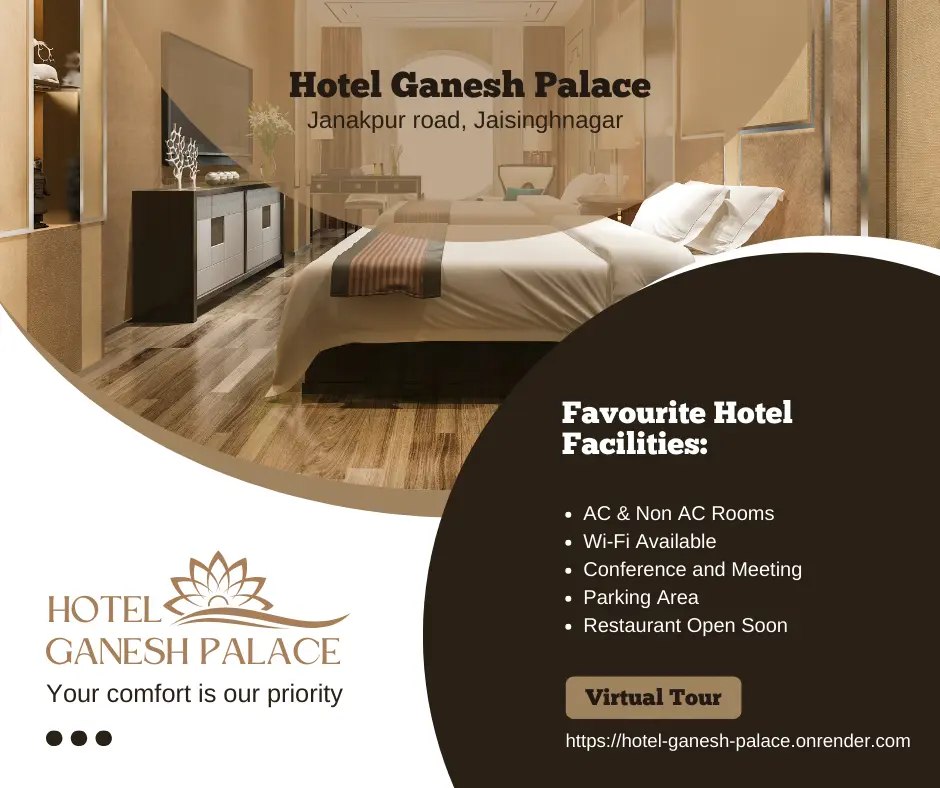 Hotel Ganesh Palace
Janakpur road, Jaisinghnagar
Favourite Hotel
Facilities:
• AC & Non AC Rooms
• Wi-Fi Available
• Conference and Meeting
• Parking Area
• Restaurant Open Soon
HOTEL
GANESH PALACE
Your comfort is our priority
Virtual Tour
https://hotel-ganesh-palace.onrender.com